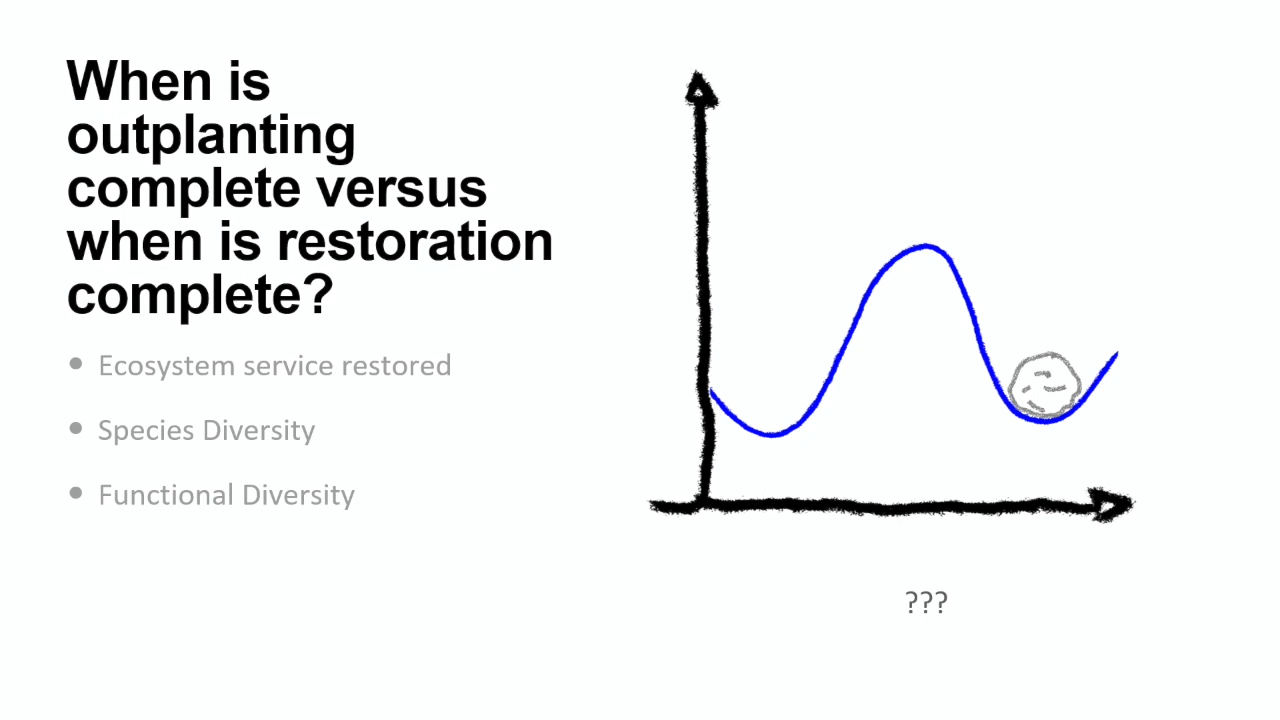 When is
outplanting
complete versus
when is restoration
complete?
• Ecosystem service restored
• Species Diversity
• Functional Diversity
???